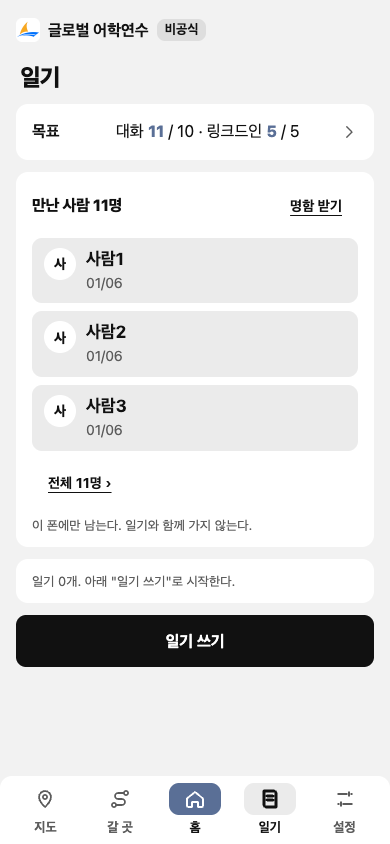 글로벌 어학연수 비공식
일기
목표 대화 11 / 10 · 링크드인 5 / 5
만난 사람 11명 명함 받기
사 사람1
01/06
사 사람2
01/06
사 사람3
01/06
전체 11명 ›
이 폰에만 남는다. 일기와 함께 가지 않는다.
일기 0개. 아래 "일기 쓰기"로 시작한다.
일기 쓰기
지도 갈 곳 홈 일기 설정